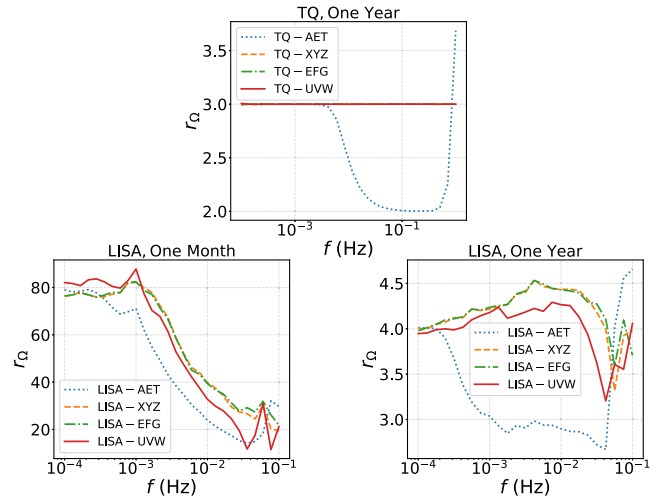 TQ, One Year
3.5
3.0
2.5
2.0
r_Ω
TQ − AET
TQ − XYZ
TQ − EFG
TQ − UVW
10⁻³
10⁻¹
f (Hz)
LISA, One Month
80
60
40
20
r_Ω
LISA − AET
LISA − XYZ
LISA − EFG
LISA − UVW
10⁻⁴
10⁻³
10⁻²
10⁻¹
f (Hz)
LISA, One Year
4.5
4.0
3.5
3.0
r_Ω
LISA − AET
LISA − XYZ
LISA − EFG
LISA − UVW
10⁻⁴
10⁻³
10⁻²
10⁻¹
f (Hz)